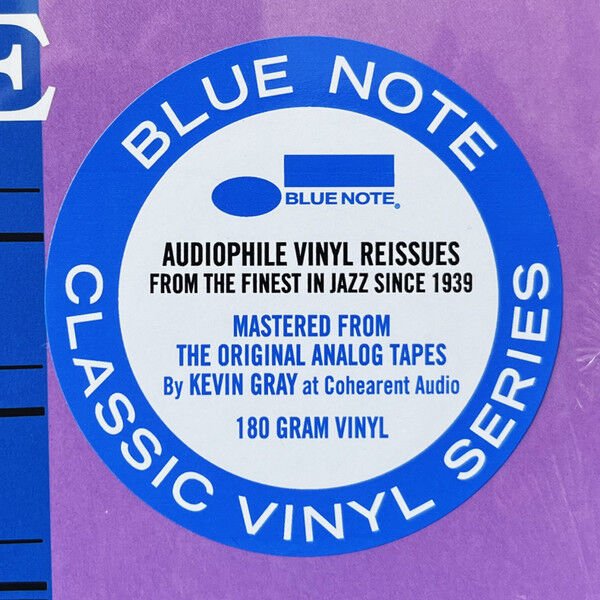 E
BLUE NOTE
BLUE NOTE®
AUDIOPHILE VINYL REISSUES
FROM THE FINEST IN JAZZ SINCE 1939
MASTERED FROM
THE ORIGINAL ANALOG TAPES
By KEVIN GRAY at Cohearent Audio
180 GRAM VINYL
CLASSIC VINYL SERIES